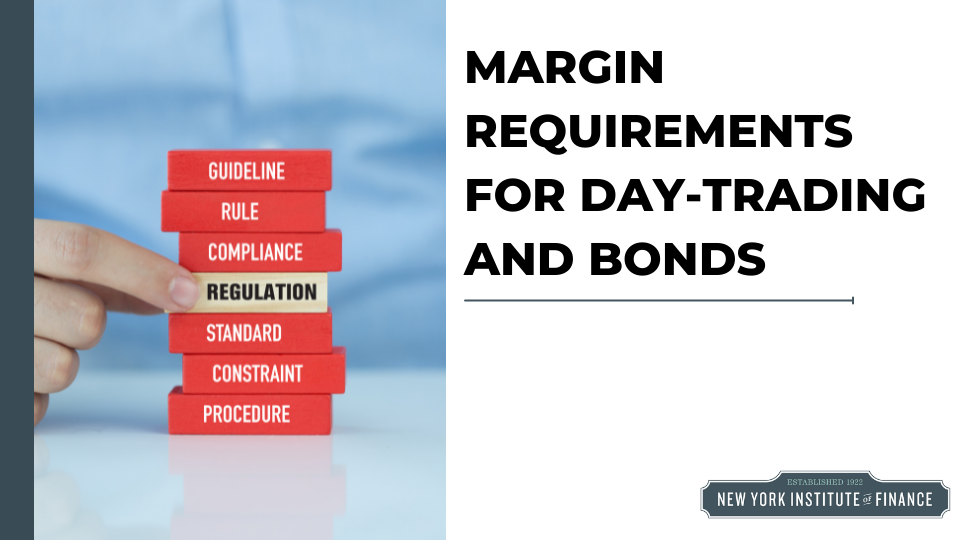 GUIDELINE
RULE
COMPLIANCE
REGULATION
STANDARD
CONSTRAINT
PROCEDURE
MARGIN
REQUIREMENTS
FOR DAY-TRADING
AND BONDS
ESTABLISHED 1922
NEW YORK INSTITUTE OF FINANCE